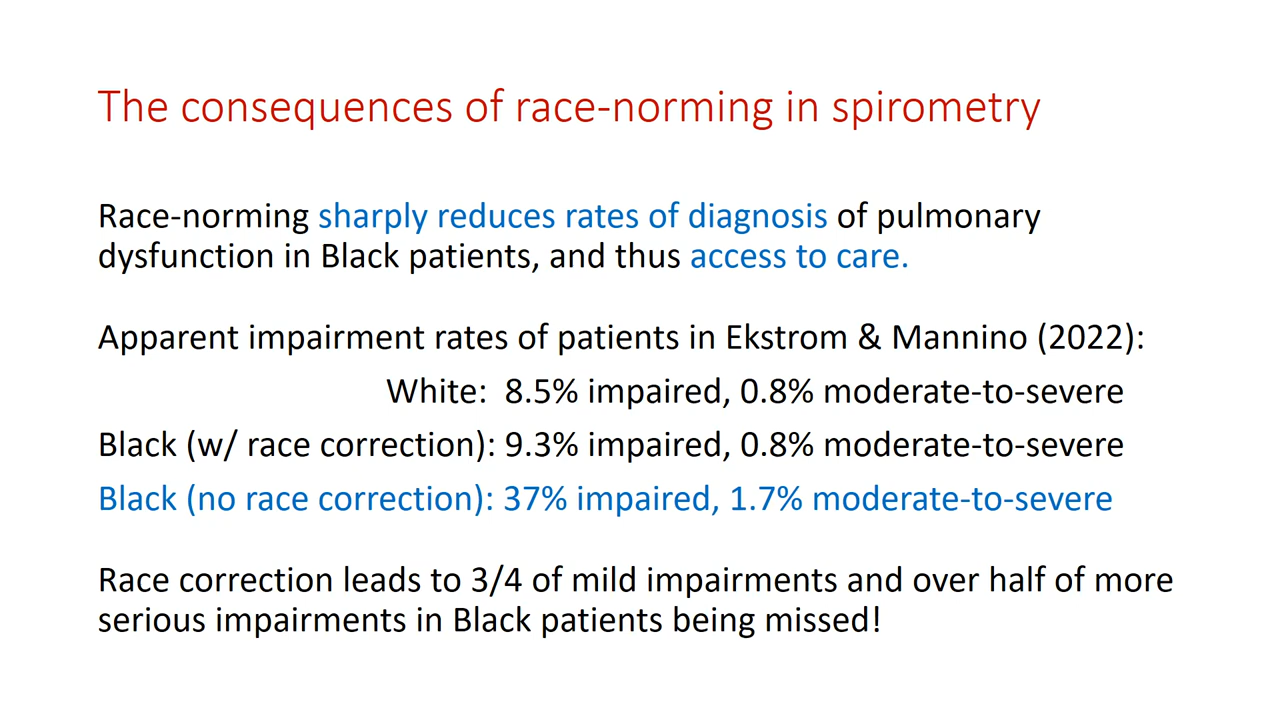 The consequences of race-norming in spirometry
Race-norming sharply reduces rates of diagnosis of pulmonary
dysfunction in Black patients, and thus access to care.
Apparent impairment rates of patients in Ekstrom & Mannino (2022):
White: 8.5% impaired, 0.8% moderate-to-severe
Black (w/ race correction): 9.3% impaired, 0.8% moderate-to-severe
Black (no race correction): 37% impaired, 1.7% moderate-to-severe
Race correction leads to 3/4 of mild impairments and over half of more
serious impairments in Black patients being missed!